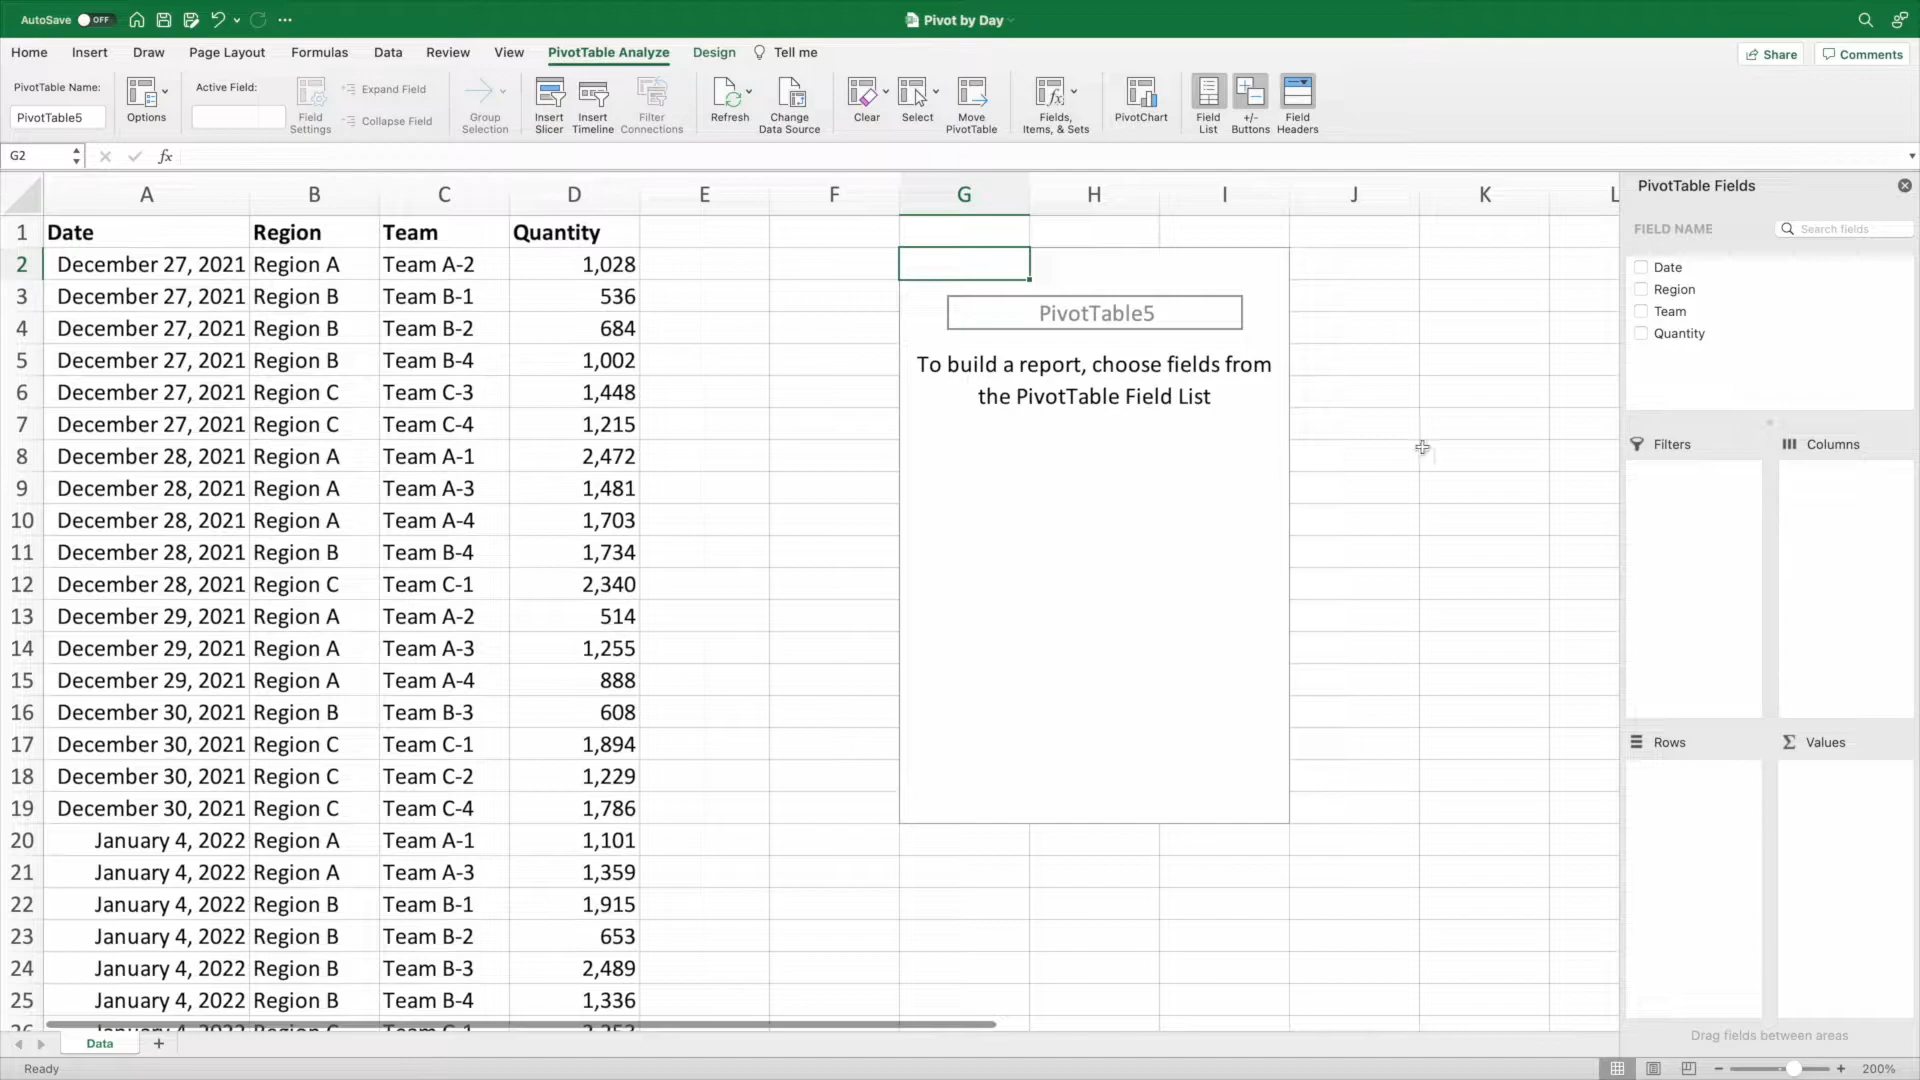 AutoSave OFF
Pivot by Day
Home Insert Draw Page Layout Formulas Data Review View PivotTable Analyze Design Tell me
Share Comments
PivotTable Name:
PivotTable5
Options
Active Field:
Field Settings
Expand Field
Collapse Field
Group Selection
Insert Slicer
Insert Timeline
Filter Connections
Refresh
Change Data Source
Clear
Select
Move PivotTable
Fields, Items, & Sets
PivotChart
Field List
+/- Buttons
Field Headers
G2
fx
A B C D E F G H I J K L
1 Date Region Team Quantity
2 December 27, 2021 Region A Team A-2 1,028
3 December 27, 2021 Region B Team B-1 536
4 December 27, 2021 Region B Team B-2 684
5 December 27, 2021 Region B Team B-4 1,002
6 December 27, 2021 Region C Team C-3 1,448
7 December 27, 2021 Region C Team C-4 1,215
8 December 28, 2021 Region A Team A-1 2,472
9 December 28, 2021 Region A Team A-3 1,481
10 December 28, 2021 Region A Team A-4 1,703
11 December 28, 2021 Region B Team B-4 1,734
12 December 28, 2021 Region C Team C-1 2,340
13 December 29, 2021 Region A Team A-2 514
14 December 29, 2021 Region A Team A-3 1,255
15 December 29, 2021 Region A Team A-4 888
16 December 30, 2021 Region B Team B-3 608
17 December 30, 2021 Region C Team C-1 1,894
18 December 30, 2021 Region C Team C-2 1,229
19 December 30, 2021 Region C Team C-4 1,786
20 January 4, 2022 Region A Team A-1 1,101
21 January 4, 2022 Region A Team A-3 1,359
22 January 4, 2022 Region B Team B-1 1,915
23 January 4, 2022 Region B Team B-2 653
24 January 4, 2022 Region B Team B-3 2,489
25 January 4, 2022 Region B Team B-4 1,336
PivotTable5
To build a report, choose fields from
the PivotTable Field List
PivotTable Fields
FIELD NAME
Search fields
Date
Region
Team
Quantity
Filters
Columns
Rows
Values
Drag fields between areas
Data
Ready
200%